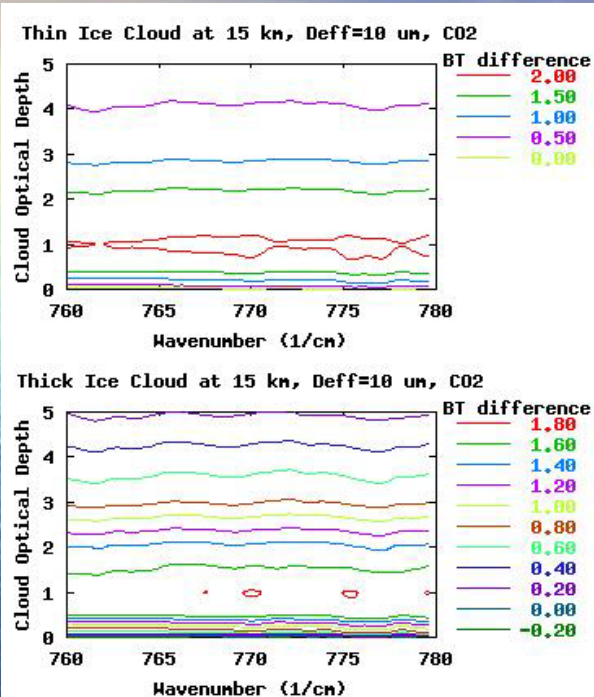 Thin Ice Cloud at 15 km, Deff=10 um, CO2
BT difference
2.00
1.50
1.00
0.50
0.00
5
4
3
2
1
0
Cloud Optical Depth
760 765 770 775 780
Wavenumber (1/cm)
Thick Ice Cloud at 15 km, Deff=10 um, CO2
BT difference
1.80
1.60
1.40
1.20
1.00
0.80
0.60
0.40
0.20
0.00
-0.20
5
4
3
2
1
0
Cloud Optical Depth
760 765 770 775 780
Wavenumber (1/cm)